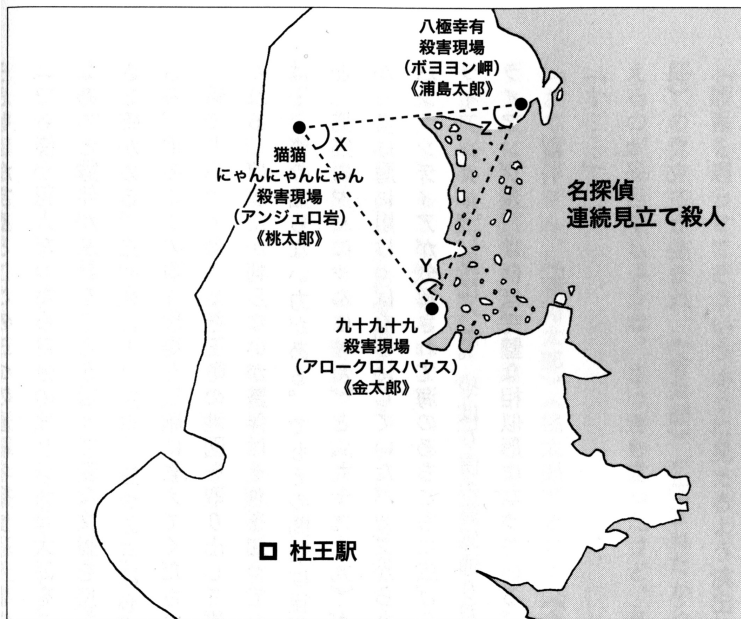 八極幸有
殺害現場
(ボヨヨン岬)
《浦島太郎》
X
Z
猫猫
にゃんにゃんにゃん
殺害現場
(アンジェロ岩)
《桃太郎》
名探偵
連続見立て殺人
Y
九十九十九
殺害現場
(アロークロスハウス)
《金太郎》
杜王駅